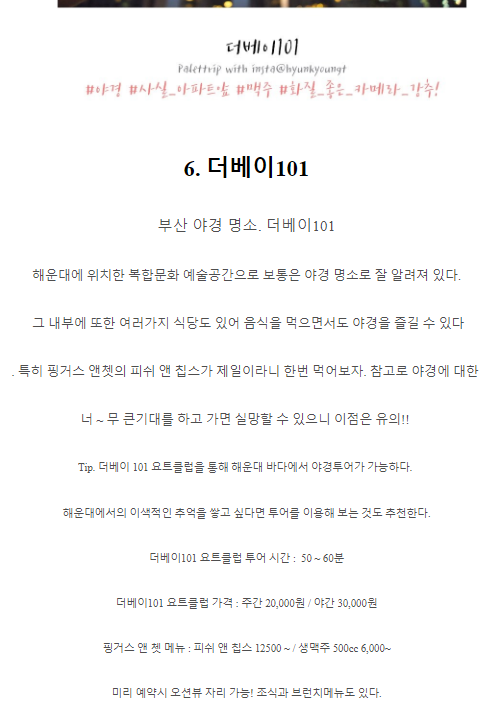 더베이101
Palettrip with insta@hyunkyoungt
#야경 #사실_아파트앞 #맥주 #화질_좋은_카메라_강추!
6. 더베이101
부산 야경 명소. 더베이101
해운대에 위치한 복합문화 예술공간으로 보통은 야경 명소로 잘 알려져 있다.
그 내부에 또한 여러가지 식당도 있어 음식을 먹으면서도 야경을 즐길 수 있다
. 특히 핑거스 앤쳇의 피쉬 앤 칩스가 제일이라니 한번 먹어보자. 참고로 야경에 대한
너 ~ 무 큰기대를 하고 가면 실망할 수 있으니 이점은 유의!!
Tip. 더베이 101 요트클럽을 통해 해운대 바다에서 야경투어가 가능하다.
해운대에서의 이색적인 추억을 쌓고 싶다면 투어를 이용해 보는 것도 추천한다.
더베이101 요트클럽 투어 시간 : 50 ~ 60분
더베이101 요트클럽 가격 : 주간 20,000원 / 야간 30,000원
핑거스 앤 쳇 메뉴 : 피쉬 앤 칩스 12500 ~ / 생맥주 500cc 6,000~
미리 예약시 오션뷰 자리 가능! 조식과 브런치메뉴도 있다.